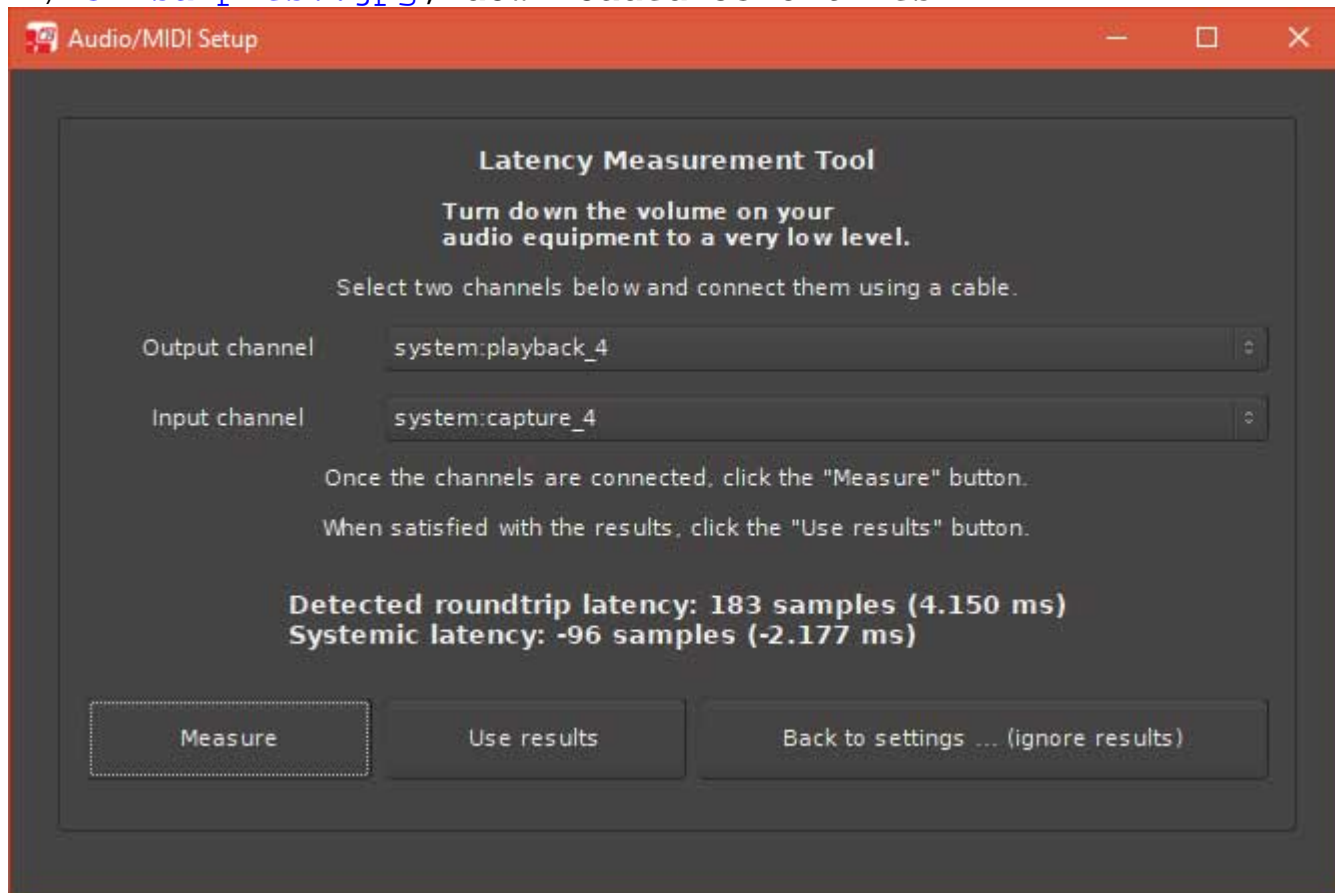 Audio/MIDI Setup
Latency Measurement Tool
Turn down the volume on your
audio equipment to a very low level.
Select two channels below and connect them using a cable.
Output channel system:playback_4
Input channel system:capture_4
Once the channels are connected, click the "Measure" button.
When satisfied with the results, click the "Use results" button.
Detected roundtrip latency: 183 samples (4.150 ms)
Systemic latency: -96 samples (-2.177 ms)
Measure Use results Back to settings ... (ignore results)